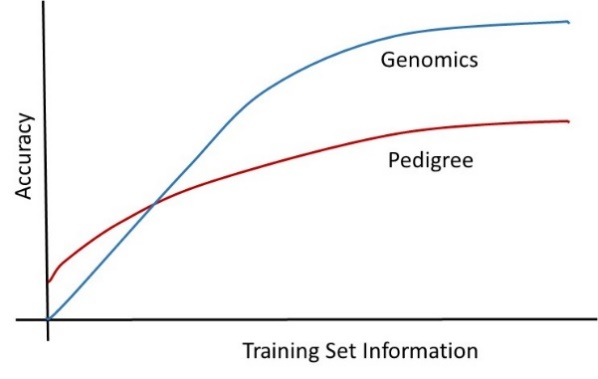 Genomics
Accuracy
Pedigree
Training Set Information